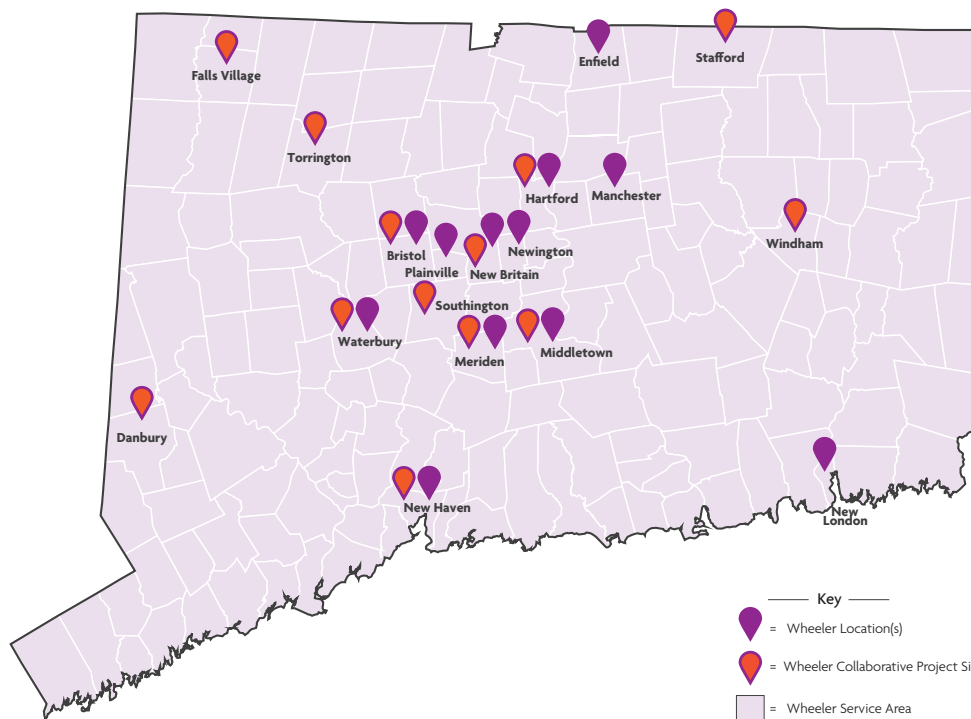 Enfield
Stafford
Falls Village
Torrington
Hartford
Manchester
Windham
Bristol
Newington
Plainville
New Britain
Southington
Waterbury
Meriden
Middletown
Danbury
New Haven
New
London
Key
= Wheeler Location(s)
= Wheeler Collaborative Project Si
= Wheeler Service Area